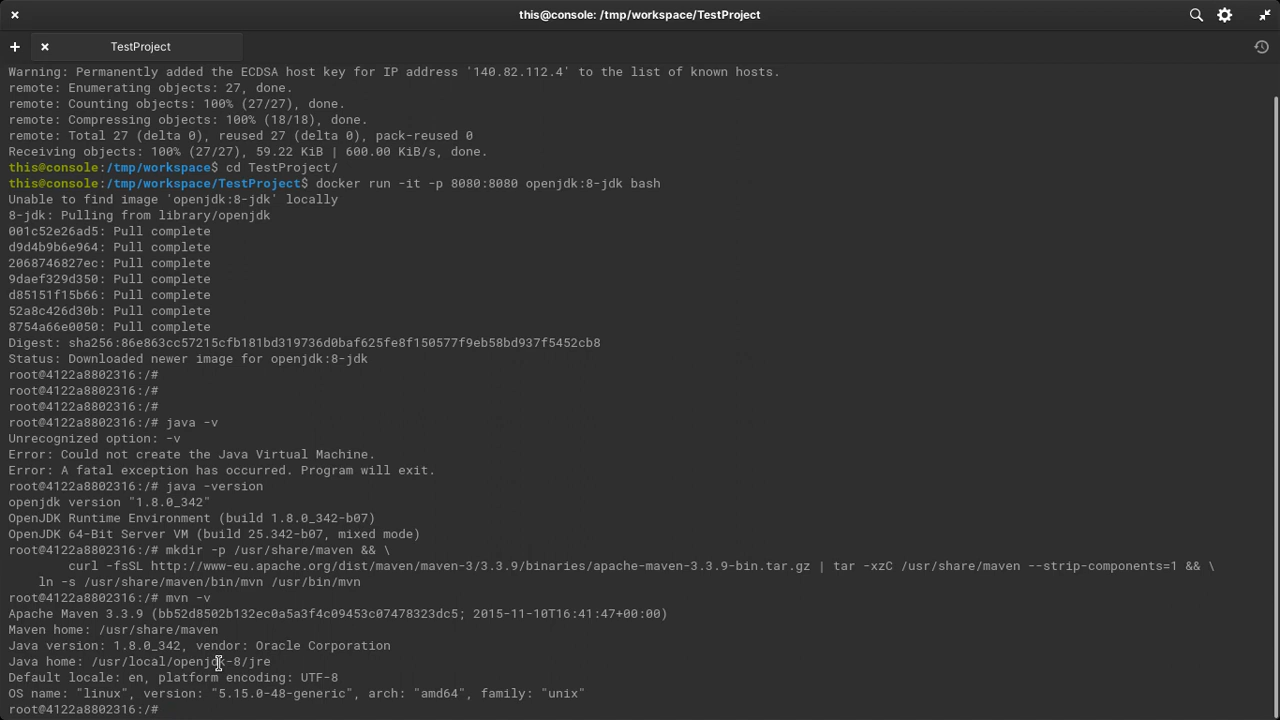 this@console: /tmp/workspace/TestProject
TestProject
Warning: Permanently added the ECDSA host key for IP address '140.82.112.4' to the list of known hosts.
remote: Enumerating objects: 27, done.
remote: Counting objects: 100% (27/27), done.
remote: Compressing objects: 100% (18/18), done.
remote: Total 27 (delta 0), reused 27 (delta 0), pack-reused 0
Receiving objects: 100% (27/27), 59.22 KiB | 600.00 KiB/s, done.
this@console:/tmp/workspace$ cd TestProject/
this@console:/tmp/workspace/TestProject$ docker run -it -p 8080:8080 openjdk:8-jdk bash
Unable to find image 'openjdk:8-jdk' locally
8-jdk: Pulling from library/openjdk
001c52e26ad5: Pull complete
d9d4b9b6e964: Pull complete
2068746827ec: Pull complete
9daef329d350: Pull complete
d85151f15b66: Pull complete
52a8c426d30b: Pull complete
8754a66e0050: Pull complete
Digest: sha256:86e863cc57215cfb181bd319736d0baf625fe8f150577f9eb58bd937f5452cb8
Status: Downloaded newer image for openjdk:8-jdk
root@4122a8802316:/#
root@4122a8802316:/#
root@4122a8802316:/#
root@4122a8802316:/# java -v
Unrecognized option: -v
Error: Could not create the Java Virtual Machine.
Error: A fatal exception has occurred. Program will exit.
root@4122a8802316:/# java -version
openjdk version "1.8.0_342"
OpenJDK Runtime Environment (build 1.8.0_342-b07)
OpenJDK 64-Bit Server VM (build 25.342-b07, mixed mode)
root@4122a8802316:/# mkdir -p /usr/share/maven && \
curl -fsSL http://www-eu.apache.org/dist/maven/maven-3/3.3.9/binaries/apache-maven-3.3.9-bin.tar.gz | tar -xzC /usr/share/maven --strip-components=1 && \
ln -s /usr/share/maven/bin/mvn /usr/bin/mvn
root@4122a8802316:/# mvn -v
Apache Maven 3.3.9 (bb52d8502b132ec0a5a3f4c09453c07478323dc5; 2015-11-10T16:41:47+00:00)
Maven home: /usr/share/maven
Java version: 1.8.0_342, vendor: Oracle Corporation
Java home: /usr/local/openjdk-8/jre
Default locale: en, platform encoding: UTF-8
OS name: "linux", version: "5.15.0-48-generic", arch: "amd64", family: "unix"
root@4122a8802316:/#